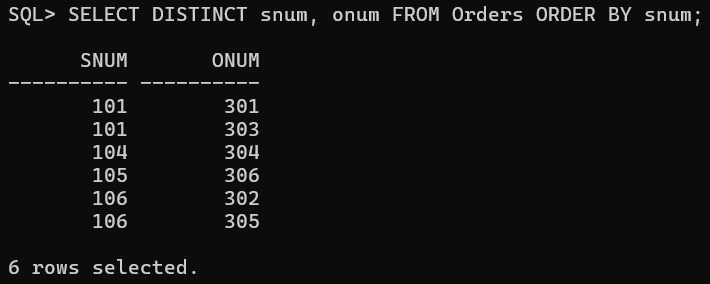 SQL> SELECT DISTINCT snum, onum FROM Orders ORDER BY snum;
      SNUM       ONUM
---------- ----------
       101        301
       101        303
       104        304
       105        306
       106        302
       106        305
6 rows selected.